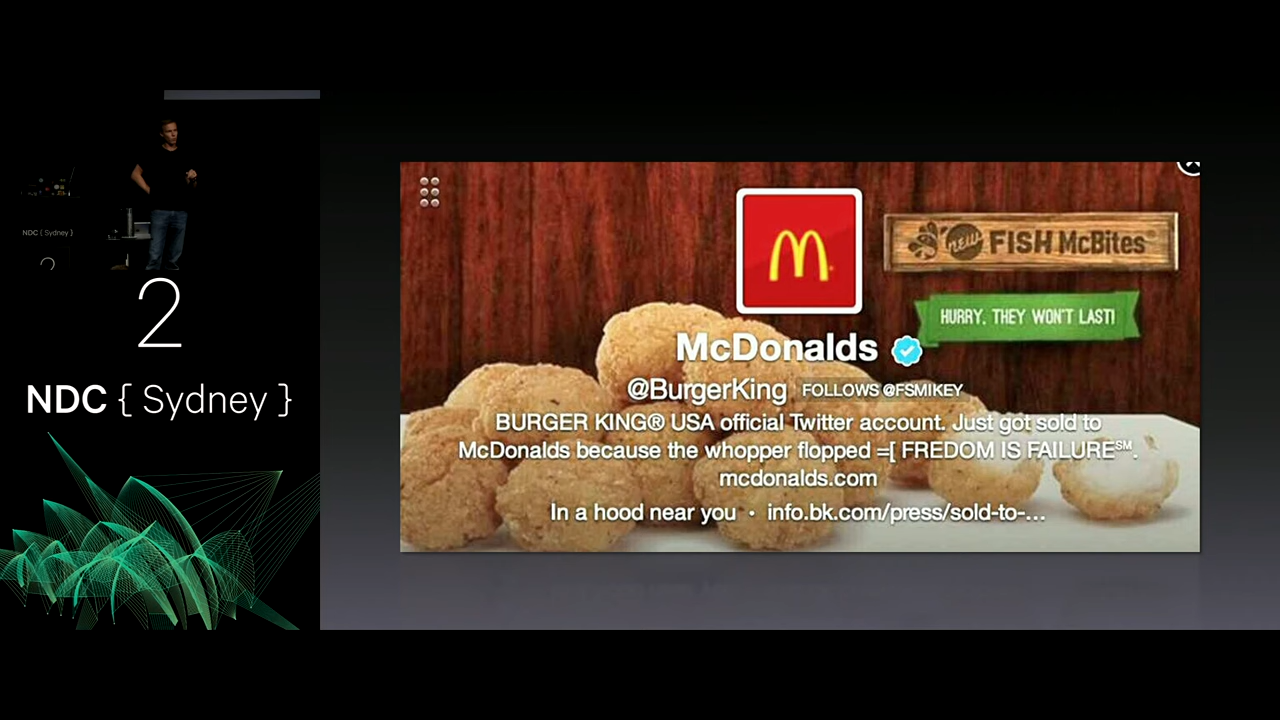 NDC { Sydney }
2
NDC { Sydney }
new FISH McBites®
HURRY, THEY WON'T LAST!
McDonalds
@BurgerKing FOLLOWS @FSMIKEY
BURGER KING® USA official Twitter account. Just got sold to
McDonalds because the whopper flopped =[ FREDOM IS FAILURE℠.
mcdonalds.com
In a hood near you • info.bk.com/press/sold-to-...